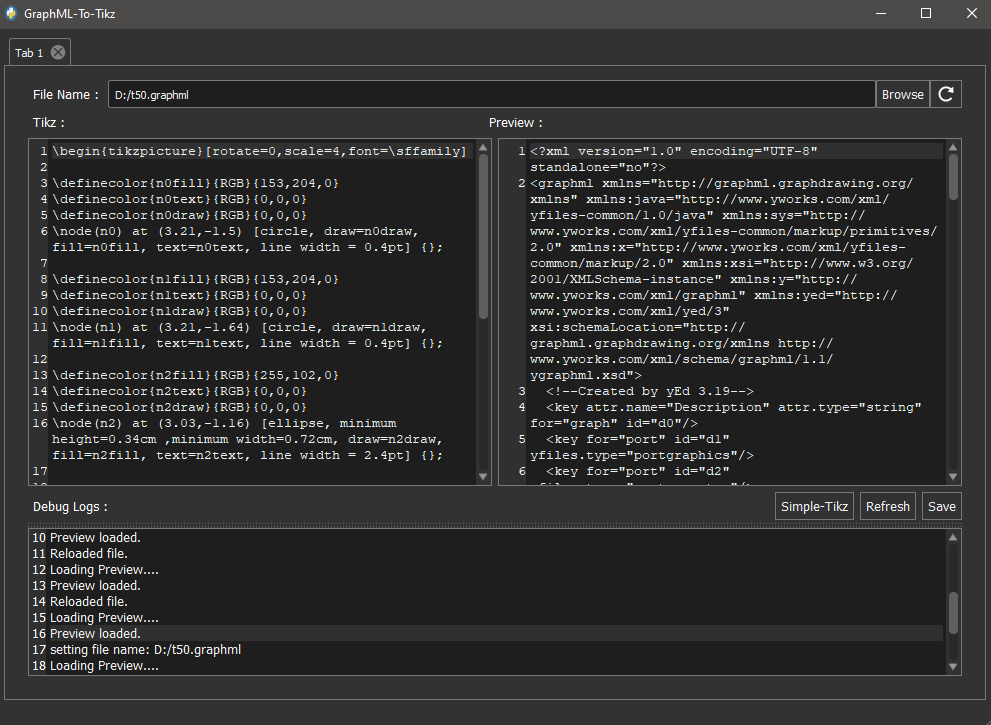 GraphML-To-Tikz
Tab 1
File Name :
D:/t50.graphml
Browse
Tikz :
Preview :
1 \begin{tikzpicture}[rotate=0,scale=4,font=\sffamily]
2
3 \definecolor{n0fill}{RGB}{153,204,0}
4 \definecolor{n0text}{RGB}{0,0,0}
5 \definecolor{n0draw}{RGB}{0,0,0}
6 \node(n0) at (3.21,-1.5) [circle, draw=n0draw,
fill=n0fill, text=n0text, line width = 0.4pt] {};
7
8 \definecolor{n1fill}{RGB}{153,204,0}
9 \definecolor{n1text}{RGB}{0,0,0}
10 \definecolor{n1draw}{RGB}{0,0,0}
11 \node(n1) at (3.21,-1.64) [circle, draw=n1draw,
fill=n1fill, text=n1text, line width = 0.4pt] {};
12
13 \definecolor{n2fill}{RGB}{255,102,0}
14 \definecolor{n2text}{RGB}{0,0,0}
15 \definecolor{n2draw}{RGB}{0,0,0}
16 \node(n2) at (3.03,-1.16) [ellipse, minimum
height=0.34cm ,minimum width=0.72cm, draw=n2draw,
fill=n2fill, text=n2text, line width = 2.4pt] {};
17
1 <?xml version="1.0" encoding="UTF-8"
standalone="no"?>
2 <graphml xmlns="http://graphml.graphdrawing.org/
xmlns" xmlns:java="http://www.yworks.com/xml/
yfiles-common/1.0/java" xmlns:sys="http://
www.yworks.com/xml/yfiles-common/markup/primitives/
2.0" xmlns:x="http://www.yworks.com/xml/yfiles-
common/markup/2.0" xmlns:xsi="http://www.w3.org/
2001/XMLSchema-instance" xmlns:y="http://
www.yworks.com/xml/graphml" xmlns:yed="http://
www.yworks.com/xml/yed/3"
xsi:schemaLocation="http://
graphml.graphdrawing.org/xmlns http://
www.yworks.com/xml/schema/graphml/1.1/
ygraphml.xsd">
3 <!--Created by yEd 3.19-->
4 <key attr.name="Description" attr.type="string"
for="graph" id="d0"/>
5 <key for="port" id="d1"
yfiles.type="portgraphics"/>
6 <key for="port" id="d2"
Debug Logs :
Simple-Tikz
Refresh
Save
10 Preview loaded.
11 Reloaded file.
12 Loading Preview....
13 Preview loaded.
14 Reloaded file.
15 Loading Preview....
16 Preview loaded.
17 setting file name: D:/t50.graphml
18 Loading Preview....